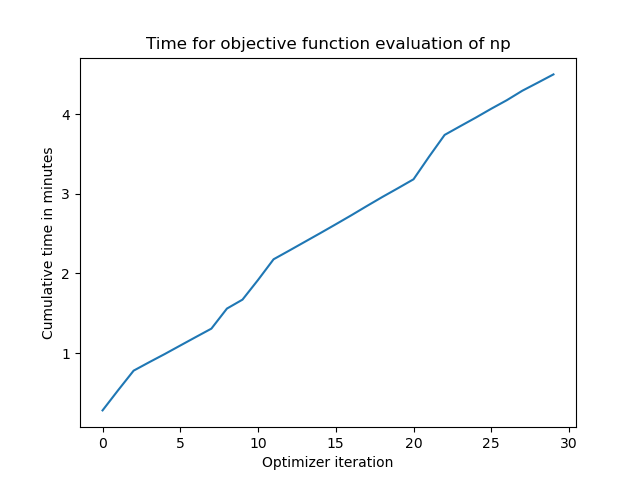 Time for objective function evaluation of np
Cumulative time in minutes
4
3
2
1
0 5 10 15 20 25 30
Optimizer iteration